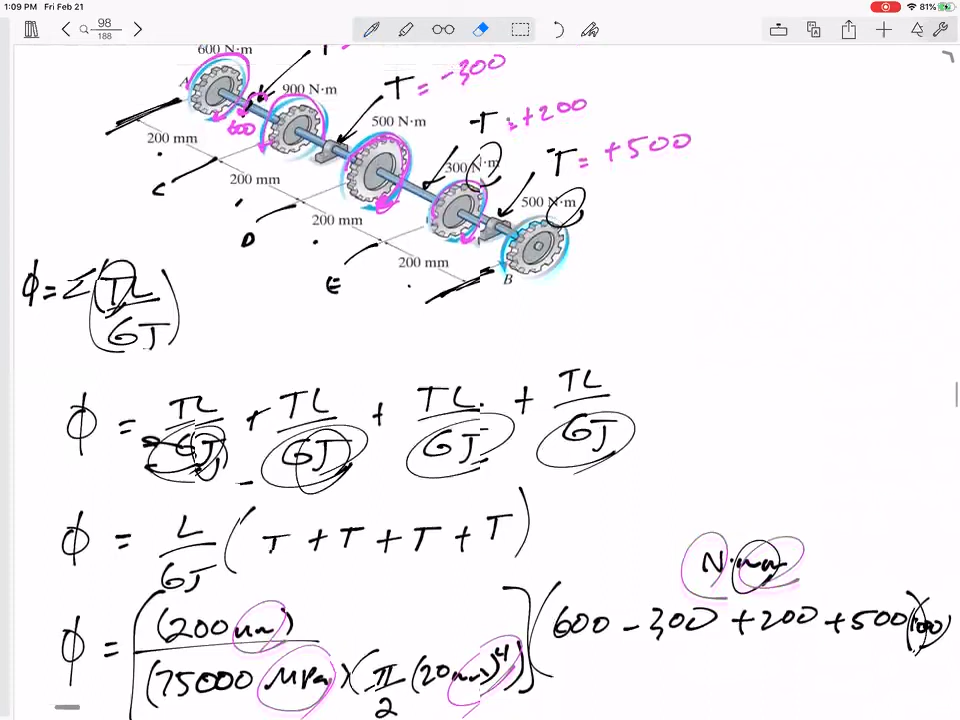 1:09 PM Fri Feb 21
81%
98
188
600 N·m
T
A
900 N·m
T = -300
600
500 N·m
T = +200
200 mm
300 N·m
T = +500
C
200 mm
500 N·m
200 mm
D
200 mm
E
B
ϕ = Σ(TL/GJ)
ϕ = TL/GJ + TL/GJ + TL/GJ + TL/GJ
ϕ = L/GJ (T + T + T + T)
N·mm
ϕ = [(200 mm)/(75000 MPa)(π/2 (20 mm)^4)] (600 - 300 + 200 + 500)